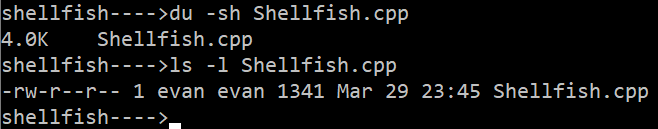 shellfish---->du -sh Shellfish.cpp
4.0K    Shellfish.cpp
shellfish---->ls -l Shellfish.cpp
-rw-r--r-- 1 evan evan 1341 Mar 29 23:45 Shellfish.cpp
shellfish---->